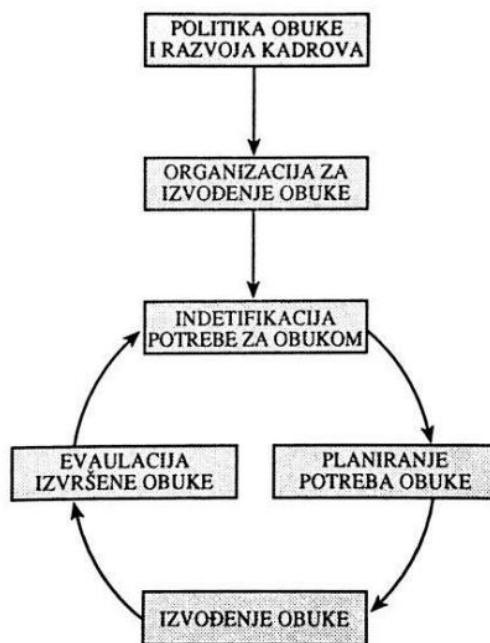 POLITIKA OBUKE
I RAZVOJA KADROVA
ORGANIZACIJA ZA
IZVOĐENJE OBUKE
INDETIFIKACIJA
POTREBE ZA OBUKOM
EVAULACIJA
IZVRŠENE OBUKE
PLANIRANJE
POTREBA OBUKE
IZVOĐENJE OBUKE